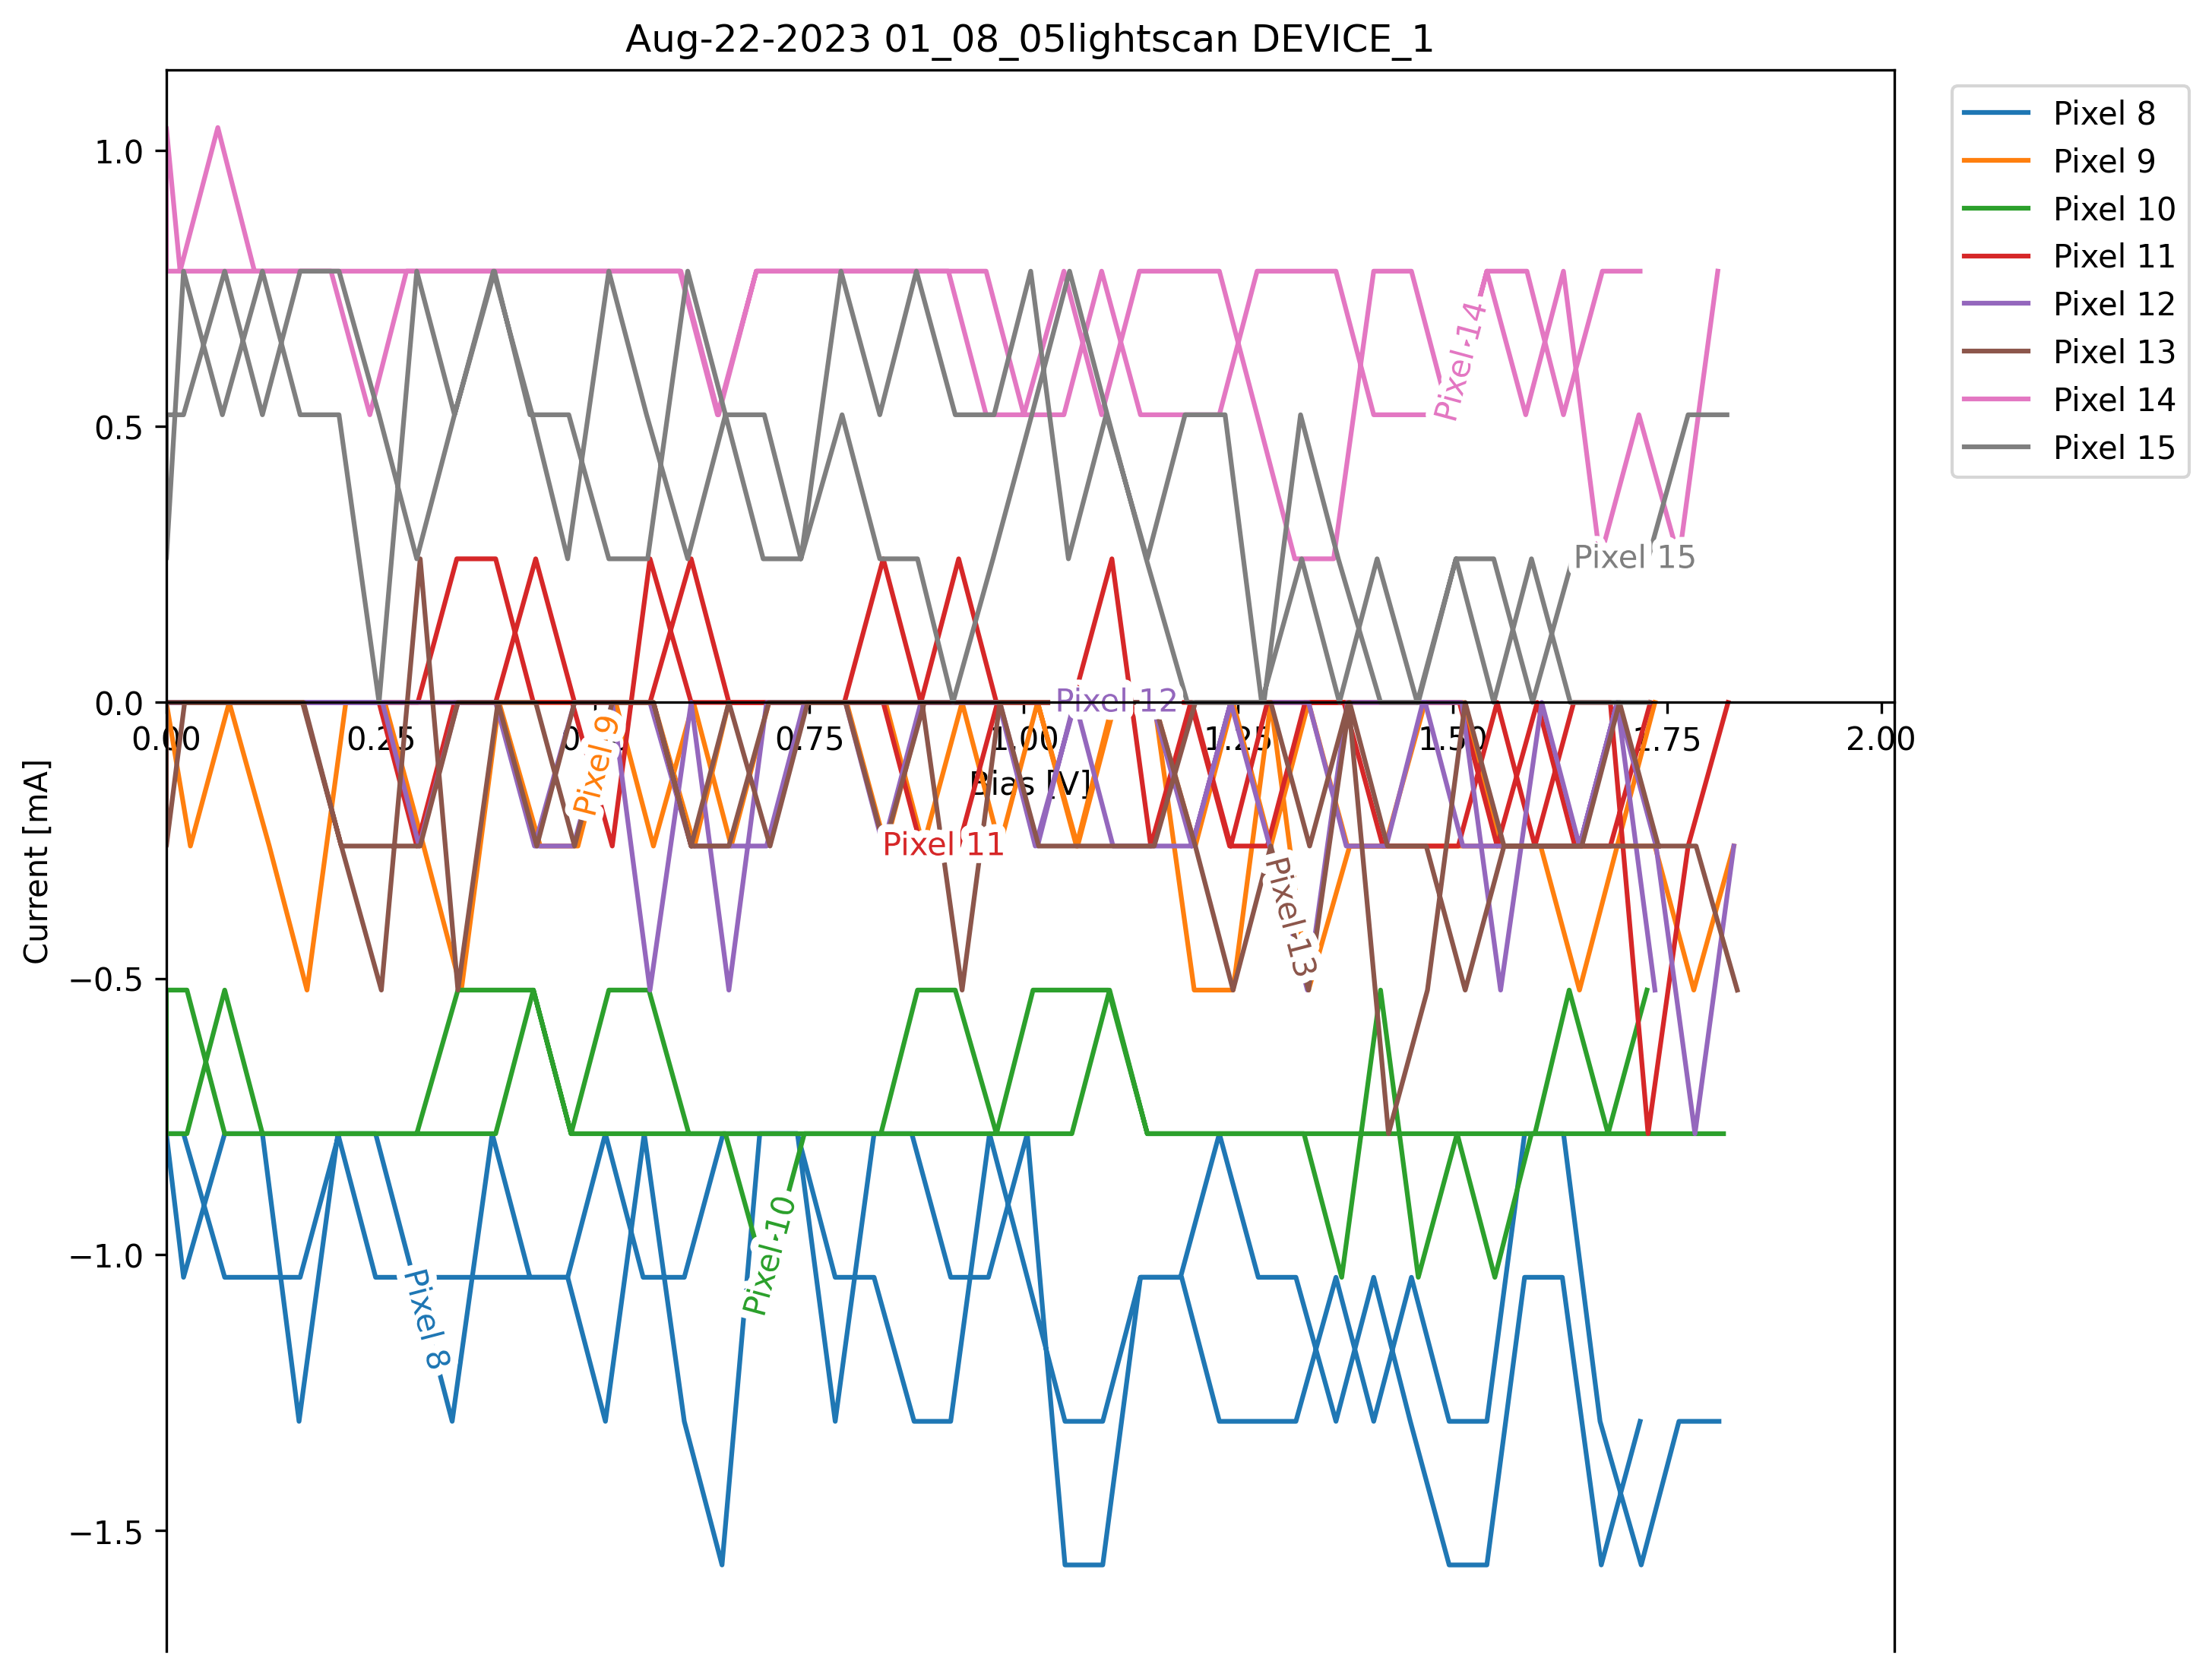 Aug-22-2023 01_08_05lightscan DEVICE_1
Pixel 8
Pixel 9
Pixel 10
Pixel 11
Pixel 12
Pixel 13
Pixel 14
Pixel 15
1.0
0.5
0.0
−0.5
−1.0
−1.5
Current [mA]
0.00 0.25 0.75 1.00 1.25 1.50 1.75 2.00
Bias [V]
Pixel 14
Pixel 15
Pixel 12
Pixel 9
Pixel 11
Pixel 13
Pixel 10
Pixel 8